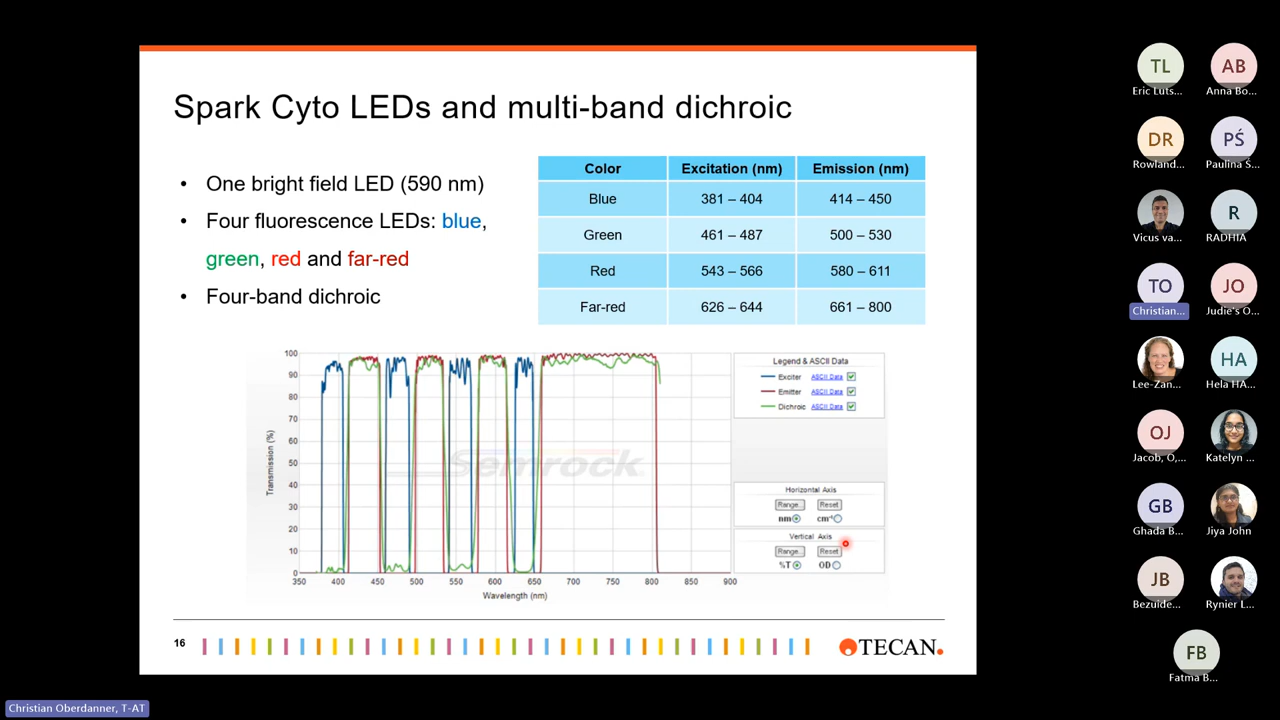 Spark Cyto LEDs and multi-band dichroic
• One bright field LED (590 nm)
• Four fluorescence LEDs: blue,
green, red and far-red
• Four-band dichroic
Color Excitation (nm) Emission (nm)
Blue 381 – 404 414 – 450
Green 461 – 487 500 – 530
Red 543 – 566 580 – 611
Far-red 626 – 644 661 – 800
100
90
80
70
60
50
40
30
20
10
0
Transmission (%)
350 400 450 500 550 600 650 700 750 800 850 900
Wavelength (nm)
Semrock
Legend & ASCII Data
Exciter ASCII Data
Emitter ASCII Data
Dichroic ASCII Data
Horizontal Axis
Range... Reset
nm cm⁻¹
Vertical Axis
Range... Reset
%T OD
16
TECAN.
TL AB
Eric Luts... Anna Bo...
DR PŚ
Rowland... Paulina Ś...
R
Vicus va... RADHIA
TO JO
Christian... Judie's O...
HA
Lee-Zan... Hela HA...
OJ
Jacob, O,... Katelyn ...
GB
Ghada B... Jiya John
JB
Bezuide... Rynier L...
FB
Fatma B...
Christian Oberdanner, T-AT